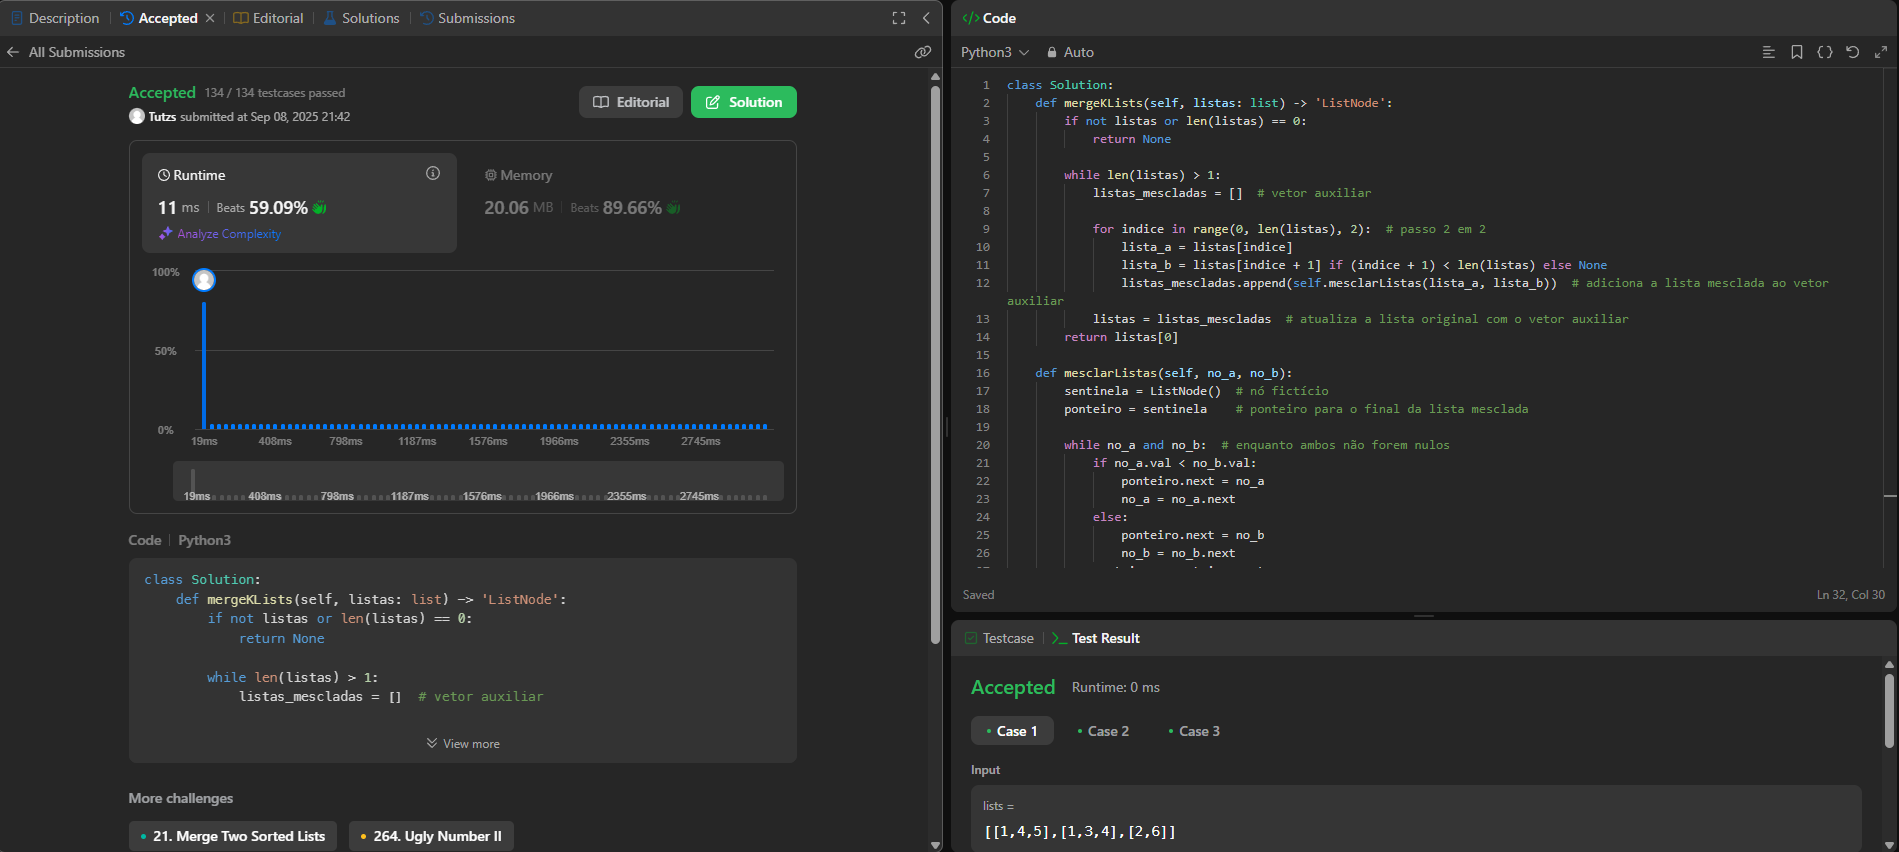 Description
Accepted
Editorial
Solutions
Submissions
All Submissions
Accepted 134 / 134 testcases passed
Tutzs submitted at Sep 08, 2025 21:42
Editorial
Solution
Runtime
11 ms Beats 59.09%
Analyze Complexity
Memory
20.06 MB Beats 89.66%
100%
50%
0%
19ms 408ms 798ms 1187ms 1576ms 1966ms 2355ms 2745ms
19ms 408ms 798ms 1187ms 1576ms 1966ms 2355ms 2745ms
Code Python3
class Solution:
    def mergeKLists(self, listas: list) -> 'ListNode':
        if not listas or len(listas) == 0:
            return None

        while len(listas) > 1:
            listas_mescladas = []  # vetor auxiliar
View more
More challenges
21. Merge Two Sorted Lists
264. Ugly Number II
</> Code
Python3 Auto
1 class Solution:
2     def mergeKLists(self, listas: list) -> 'ListNode':
3         if not listas or len(listas) == 0:
4             return None
5
6         while len(listas) > 1:
7             listas_mescladas = []  # vetor auxiliar
8
9             for indice in range(0, len(listas), 2):  # passo 2 em 2
10                 lista_a = listas[indice]
11                 lista_b = listas[indice + 1] if (indice + 1) < len(listas) else None
12                 listas_mescladas.append(self.mesclarListas(lista_a, lista_b))  # adiciona a lista mesclada ao vetor
auxiliar
13             listas = listas_mescladas  # atualiza a lista original com o vetor auxiliar
14         return listas[0]
15
16     def mesclarListas(self, no_a, no_b):
17         sentinela = ListNode()  # nó fictício
18         ponteiro = sentinela    # ponteiro para o final da lista mesclada
19
20         while no_a and no_b:  # enquanto ambos não forem nulos
21             if no_a.val < no_b.val:
22                 ponteiro.next = no_a
23                 no_a = no_a.next
24             else:
25                 ponteiro.next = no_b
26                 no_b = no_b.next
Saved
Ln 32, Col 30
Testcase
Test Result
Accepted Runtime: 0 ms
Case 1
Case 2
Case 3
Input
lists =
[[1,4,5],[1,3,4],[2,6]]